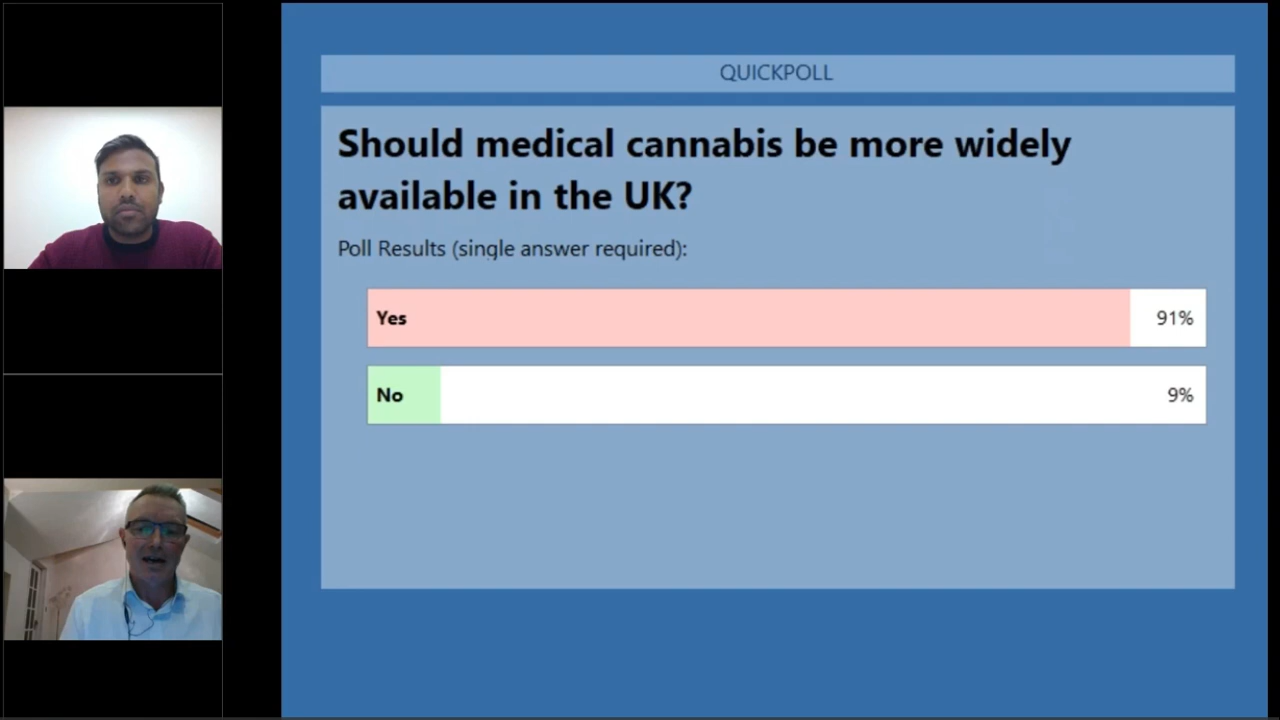 QUICKPOLL
Should medical cannabis be more widely
available in the UK?
Poll Results (single answer required):
Yes 91%
No 9%